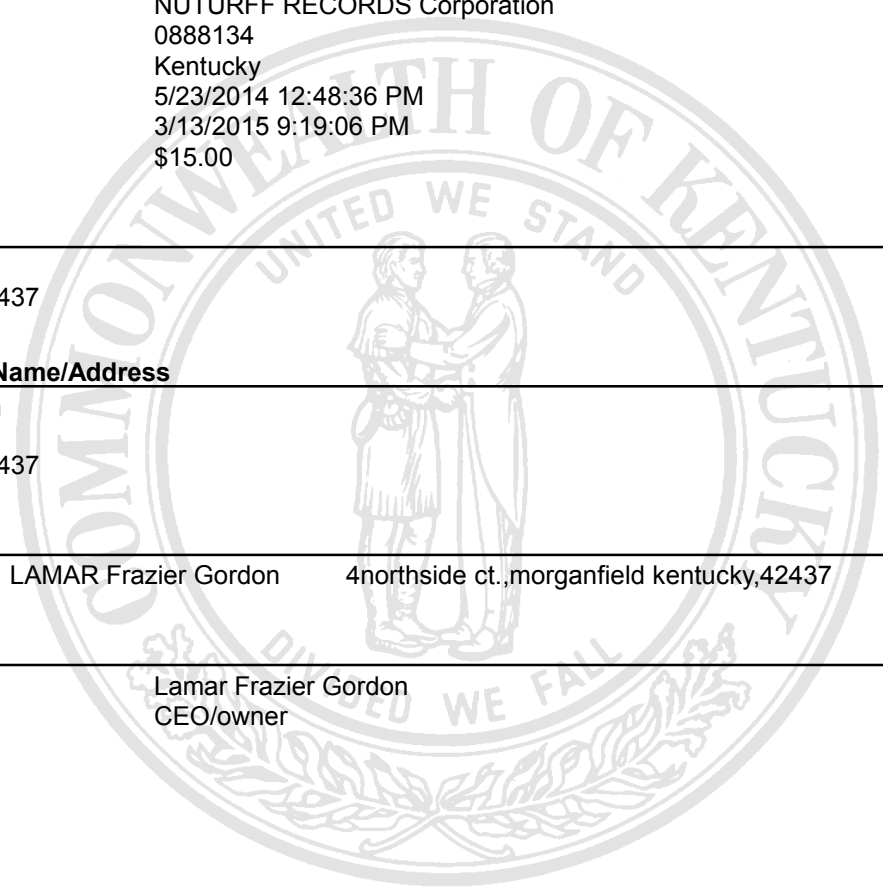 NUTURFF RECORDS Corporation
0888134
Kentucky
5/23/2014 12:48:36 PM
3/13/2015 9:19:06 PM
$15.00
COMMONWEALTH OF KENTUCKY
UNITED WE STAND
437
Name/Address
437
LAMAR Frazier Gordon 4northside ct.,morganfield kentucky,42437
DIVIDED WE FALL
Lamar Frazier Gordon
CEO/owner